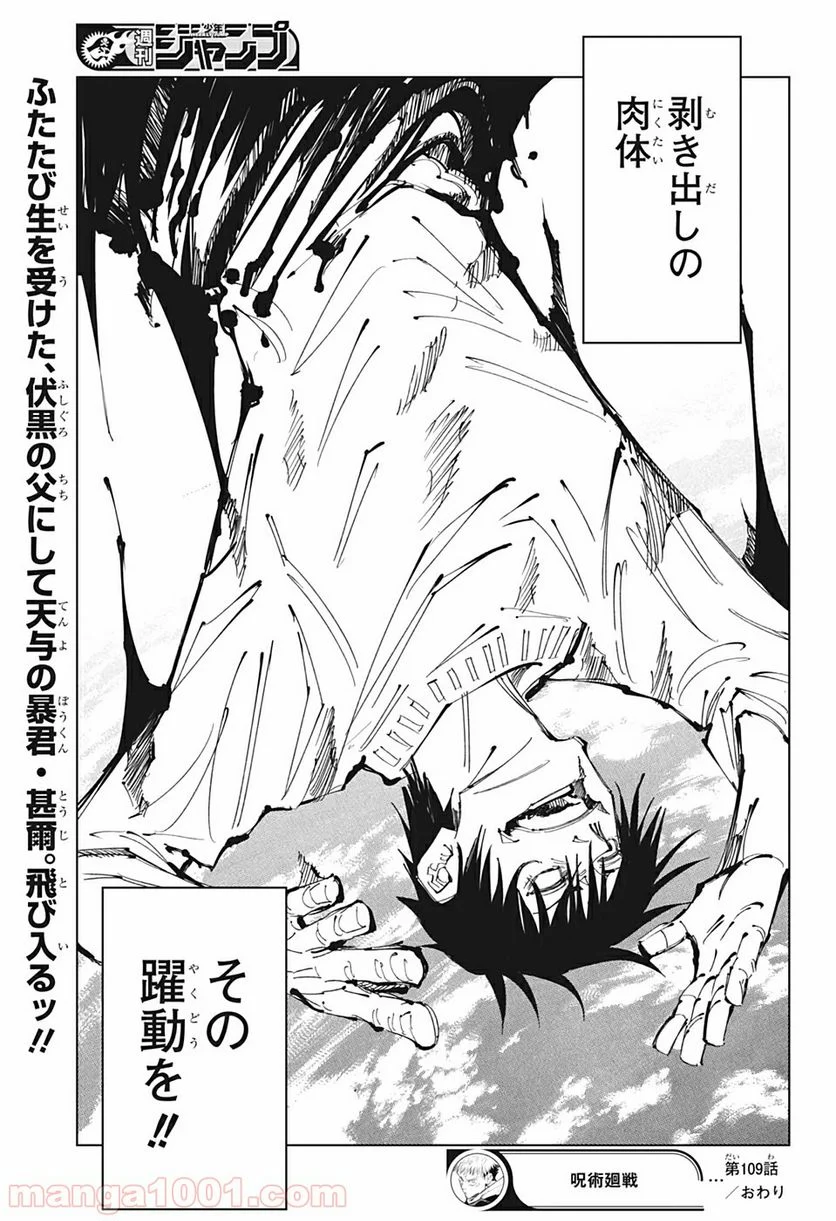 週刊
少年
ジャンプ
剥き出しの
肉体
その
躍動を!!
ふたたび生を受けた、伏黒の父にして天与の暴君・甚爾。飛び入るッ!!
呪術廻戦
…第109話
／おわり
manga1001.com